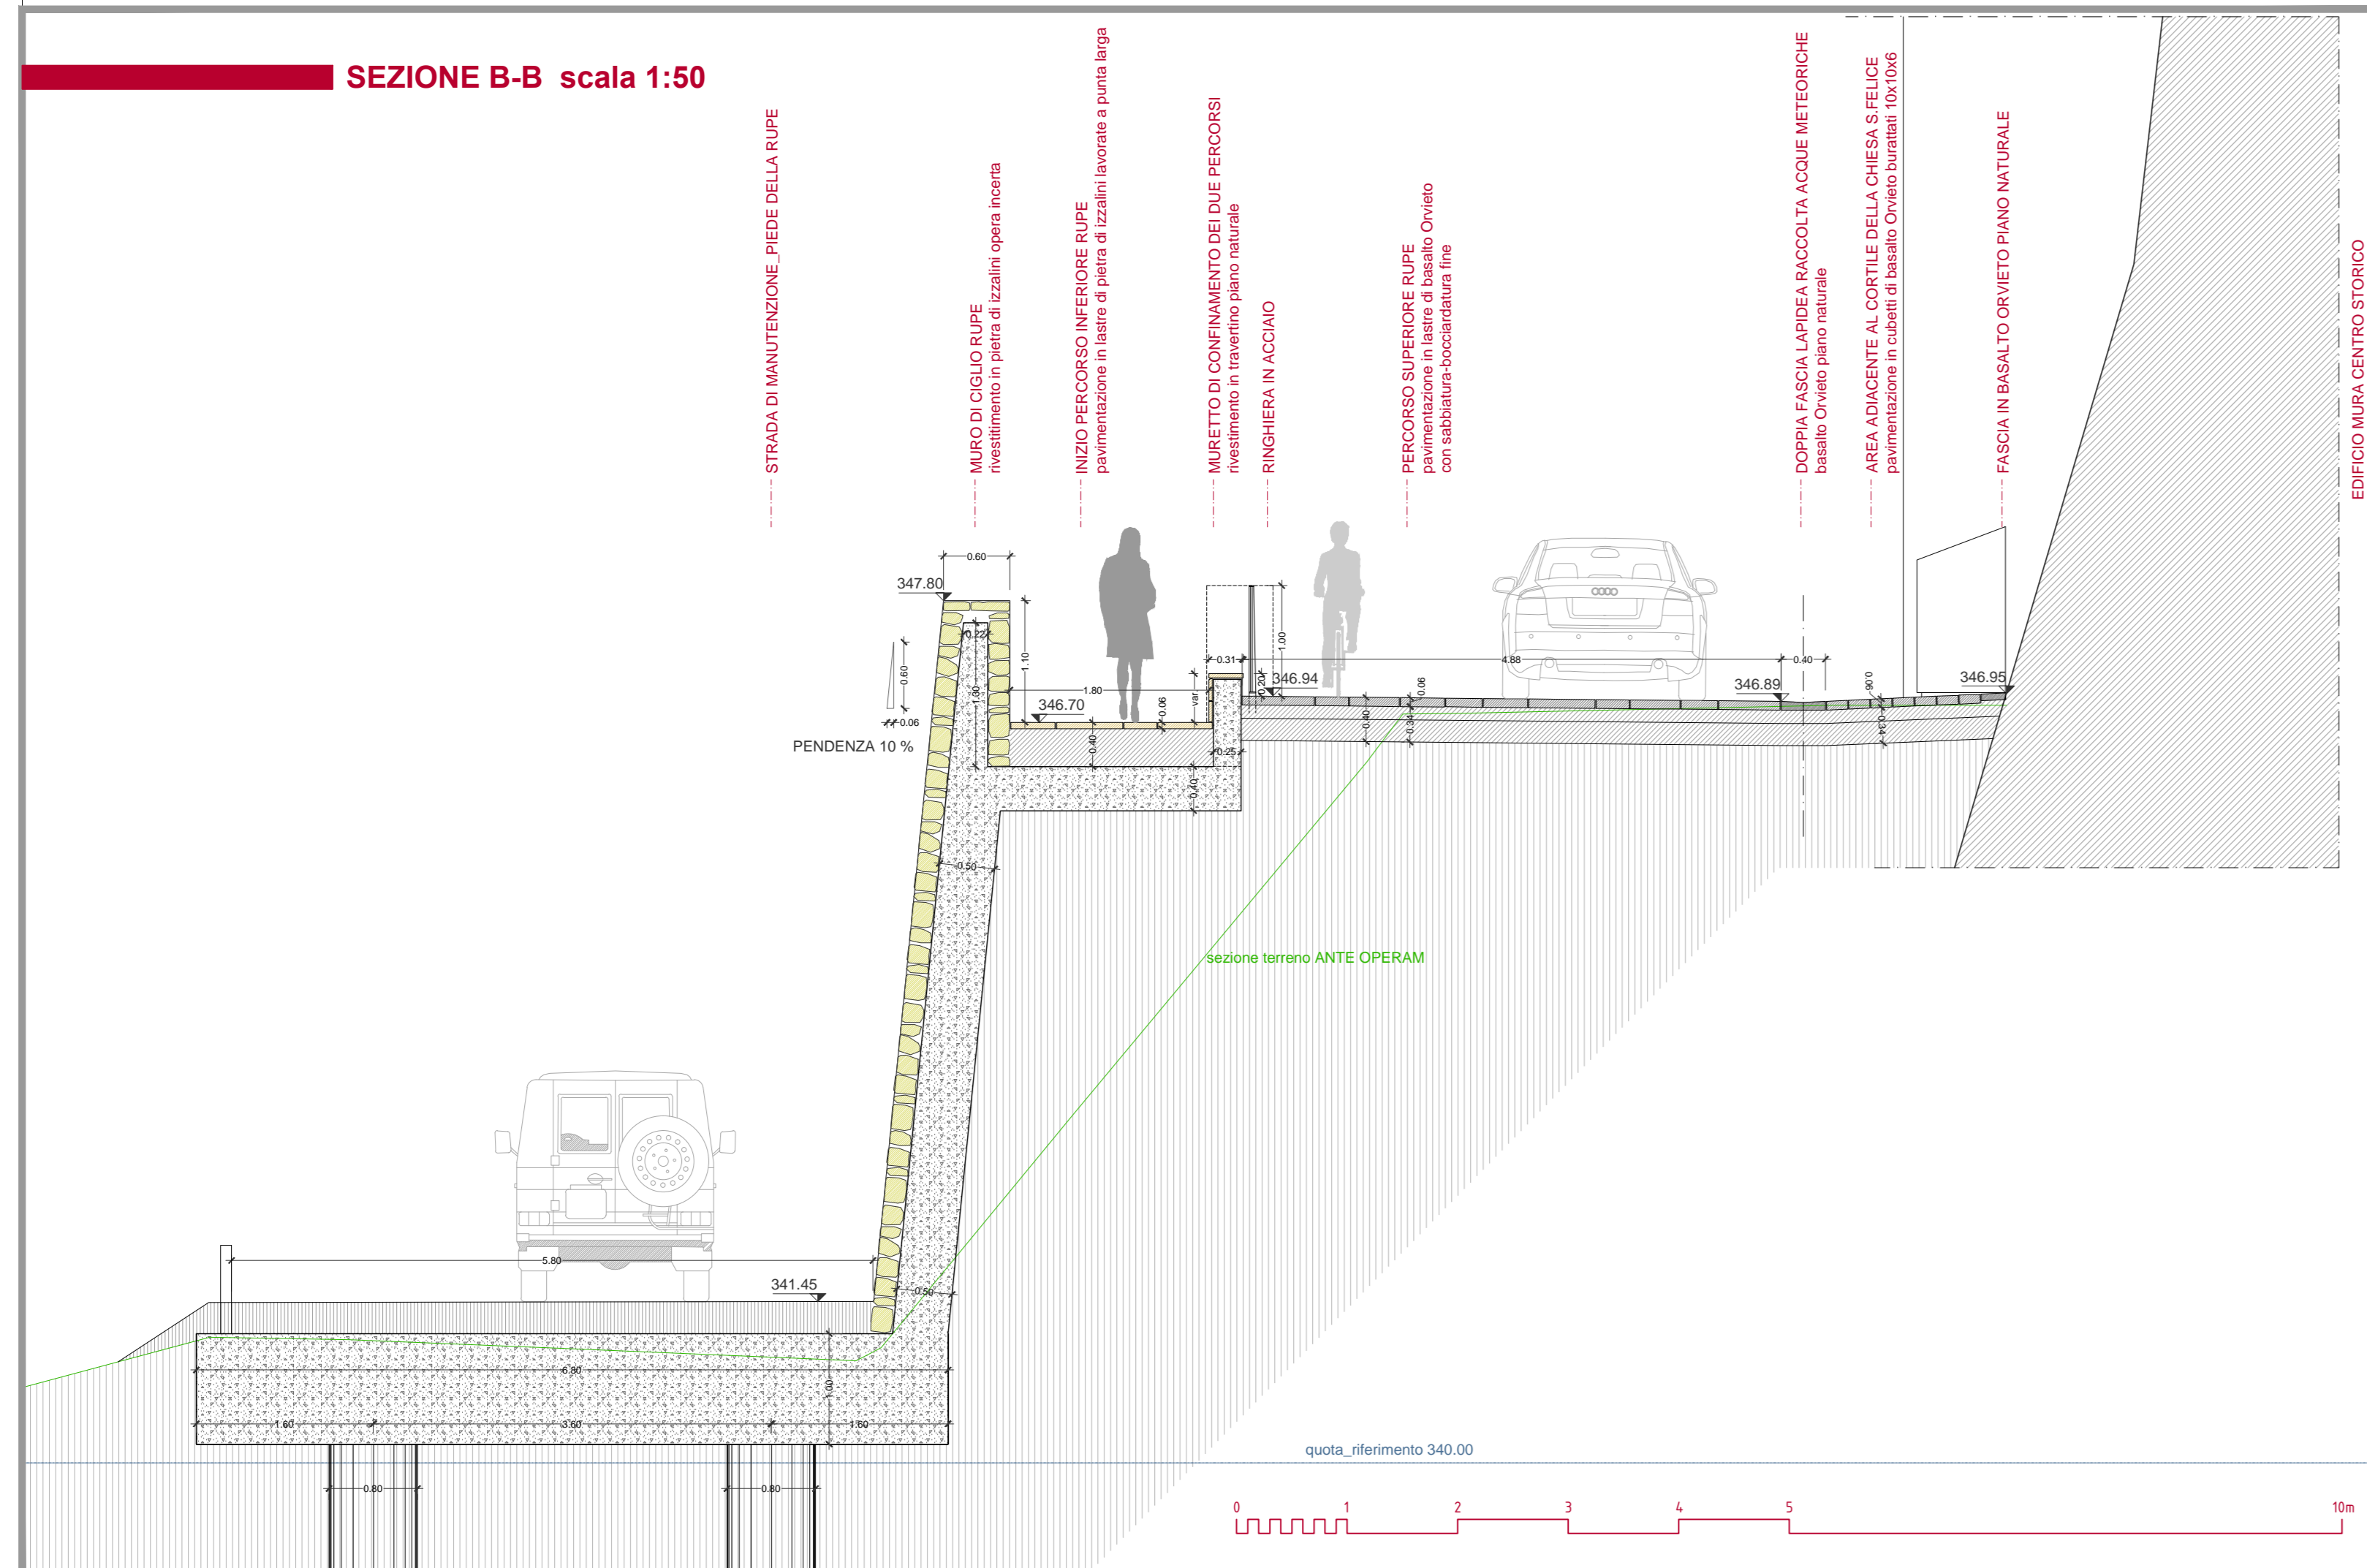 SEZIONE B-B scala 1:50
STRADA DI MANUTENZIONE_PIEDE DELLA RUPE
MURO DI CIGLIO RUPE
rivestitimento in pietra di izzalini opera incerta
INIZIO PERCORSO INFERIORE RUPE
pavimentazione in lastre di pietra di izzalini lavorate a punta larga
MURETTO DI CONFINAMENTO DEI DUE PERCORSI
rivestimento in travertino piano naturale
RINGHIERA IN ACCIAIO
PERCORSO SUPERIORE RUPE
pavimentazione in lastre di basalto Orvieto
con sabbiatura-bocciardatura fine
DOPPIA FASCIA LAPIDEA RACCOLTA ACQUE METEORICHE
basalto Orvieto piano naturale
AREA ADIACENTE AL CORTILE DELLA CHIESA S.FELICE
pavimentazione in cubetti di basalto Orvieto burattati 10x10x6
FASCIA IN BASALTO ORVIETO PIANO NATURALE
EDIFICIO MURA CENTRO STORICO
0.60
347.80
0.22
1.10
1.30
0.60
0.06
PENDENZA 10 %
1.80
346.70
0.06
0.40
var.
0.31
0.25
0.40
0.20
1.00
346.94
4.88
0.40
0.06
0.40
0.34
346.89
0.06
0.34
346.95
0.50
sezione terreno ANTE OPERAM
5.80
341.45
0.50
6.80
1.00
1.60
3.60
1.60
quota_riferimento 340.00
0.80
0.80
0 1 2 3 4 5 10m